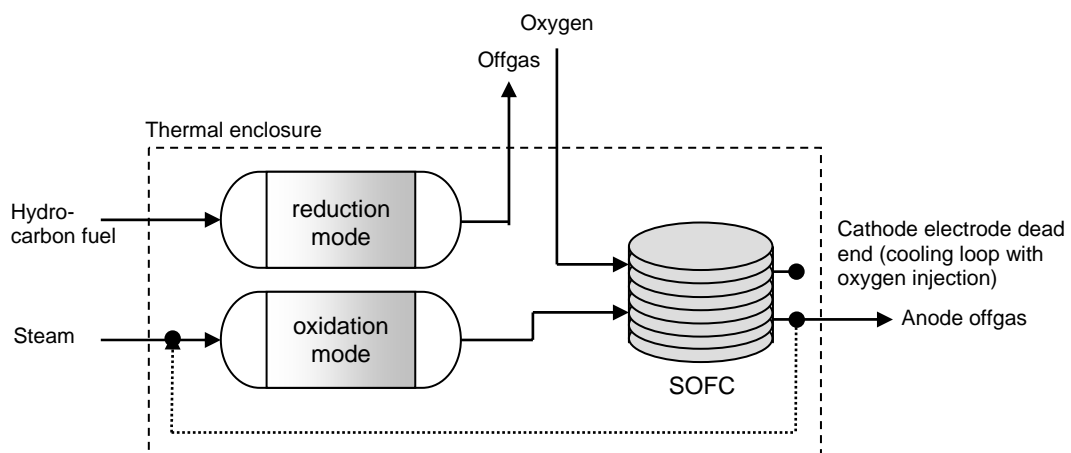 Oxygen
Offgas
Thermal enclosure
Hydro-
carbon fuel
reduction
mode
Cathode electrode dead
end (cooling loop with
oxygen injection)
Steam
oxidation
mode
Anode offgas
SOFC